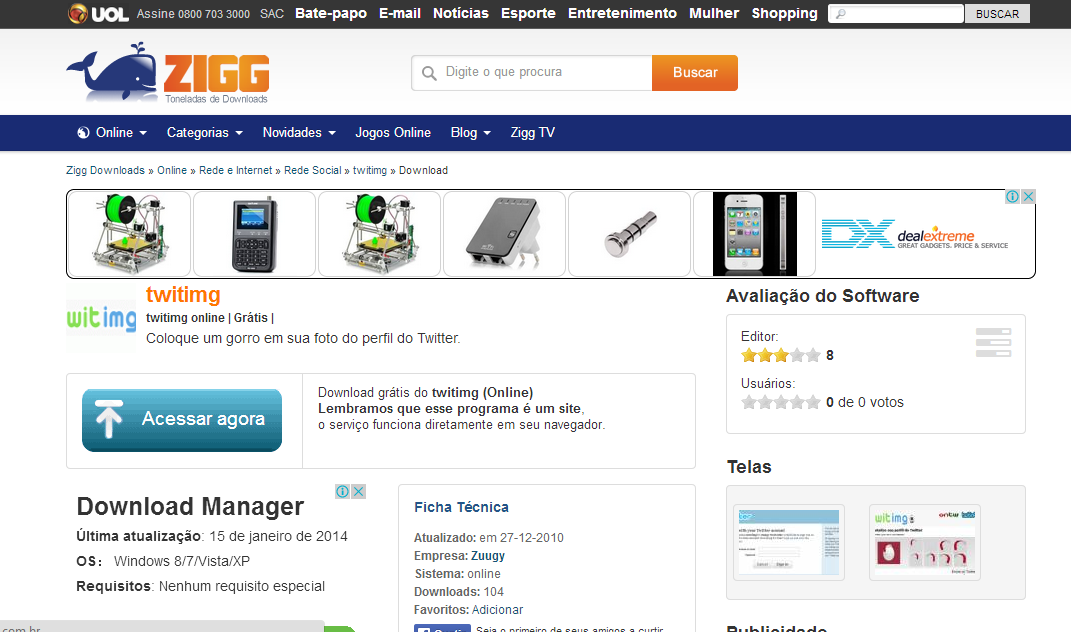 UOL Assine 0800 703 3000 SAC Bate-papo E-mail Notícias Esporte Entretenimento Mulher Shopping BUSCAR
ZIGG
Toneladas de Downloads
Digite o que procura Buscar
Online Categorias Novidades Jogos Online Blog Zigg TV
Zigg Downloads » Online » Rede e Internet » Rede Social » twitimg » Download
DX dealextreme
GREAT GADGETS. PRICE & SERVICE
witimg
twitimg
twitimg online | Grátis |
Coloque um gorro em sua foto do perfil do Twitter.
Acessar agora
Download grátis do twitimg (Online)
Lembramos que esse programa é um site,
o serviço funciona diretamente em seu navegador.
Avaliação do Software
Editor:
8
Usuários:
0 de 0 votos
Telas
witimg
Download Manager
Última atualização: 15 de janeiro de 2014
OS: Windows 8/7/Vista/XP
Requisitos: Nenhum requisito especial
Ficha Técnica
Atualizado: em 27-12-2010
Empresa: Zuugy
Sistema: online
Downloads: 104
Favoritos: Adicionar
Seja o primeiro de seus amigos a curtir
Publicidade
com.br